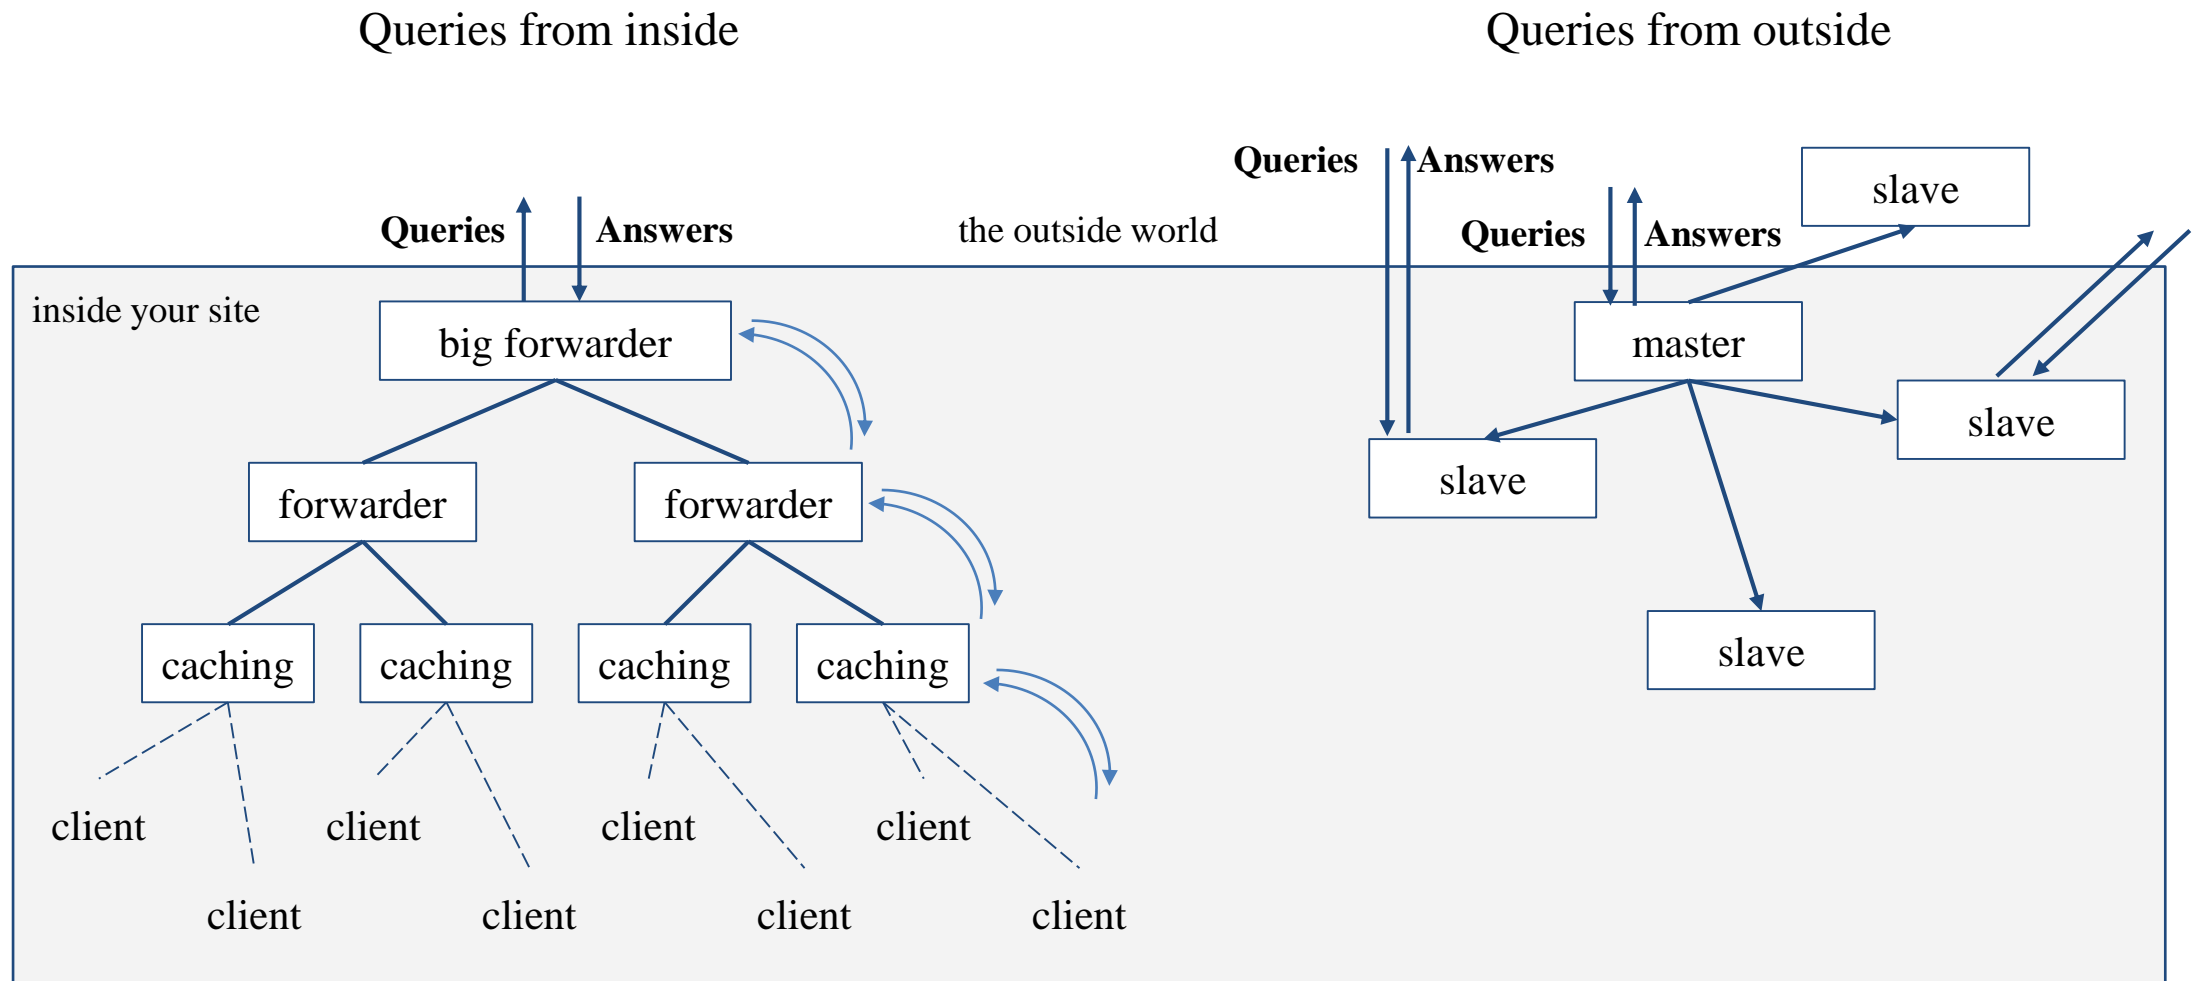 Queries from inside
Queries from outside
Queries
Answers
slave
Queries
Answers
the outside world
Queries
Answers
inside your site
big forwarder
master
slave
slave
forwarder
forwarder
caching
caching
caching
caching
slave
client
client
client
client
client
client
client
client